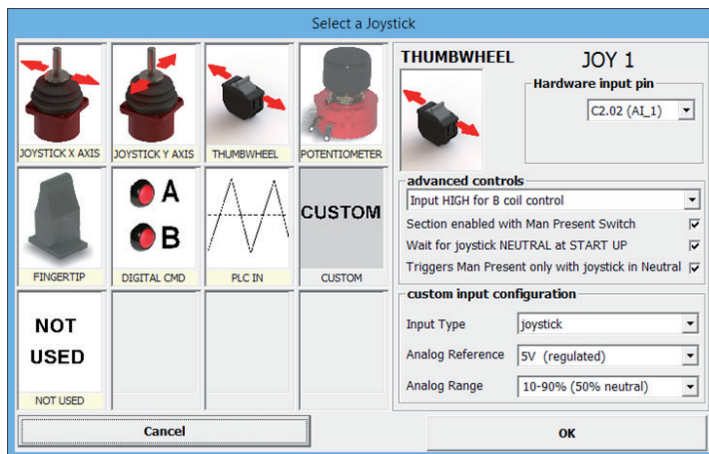 Select a Joystick
JOYSTICK X AXIS
JOYSTICK Y AXIS
THUMBWHEEL
POTENTIOMETER
A
B
CUSTOM
FINGERTIP
DIGITAL CMD
PLC IN
CUSTOM
NOT
USED
NOT USED
Cancel
THUMBWHEEL
JOY 1
Hardware input pin
C2.02 (AI_1)
advanced controls
Input HIGH for B coil control
Section enabled with Man Present Switch
Wait for joystick NEUTRAL at START UP
Triggers Man Present only with joystick in Neutral
custom input configuration
Input Type joystick
Analog Reference 5V (regulated)
Analog Range 10-90% (50% neutral)
OK